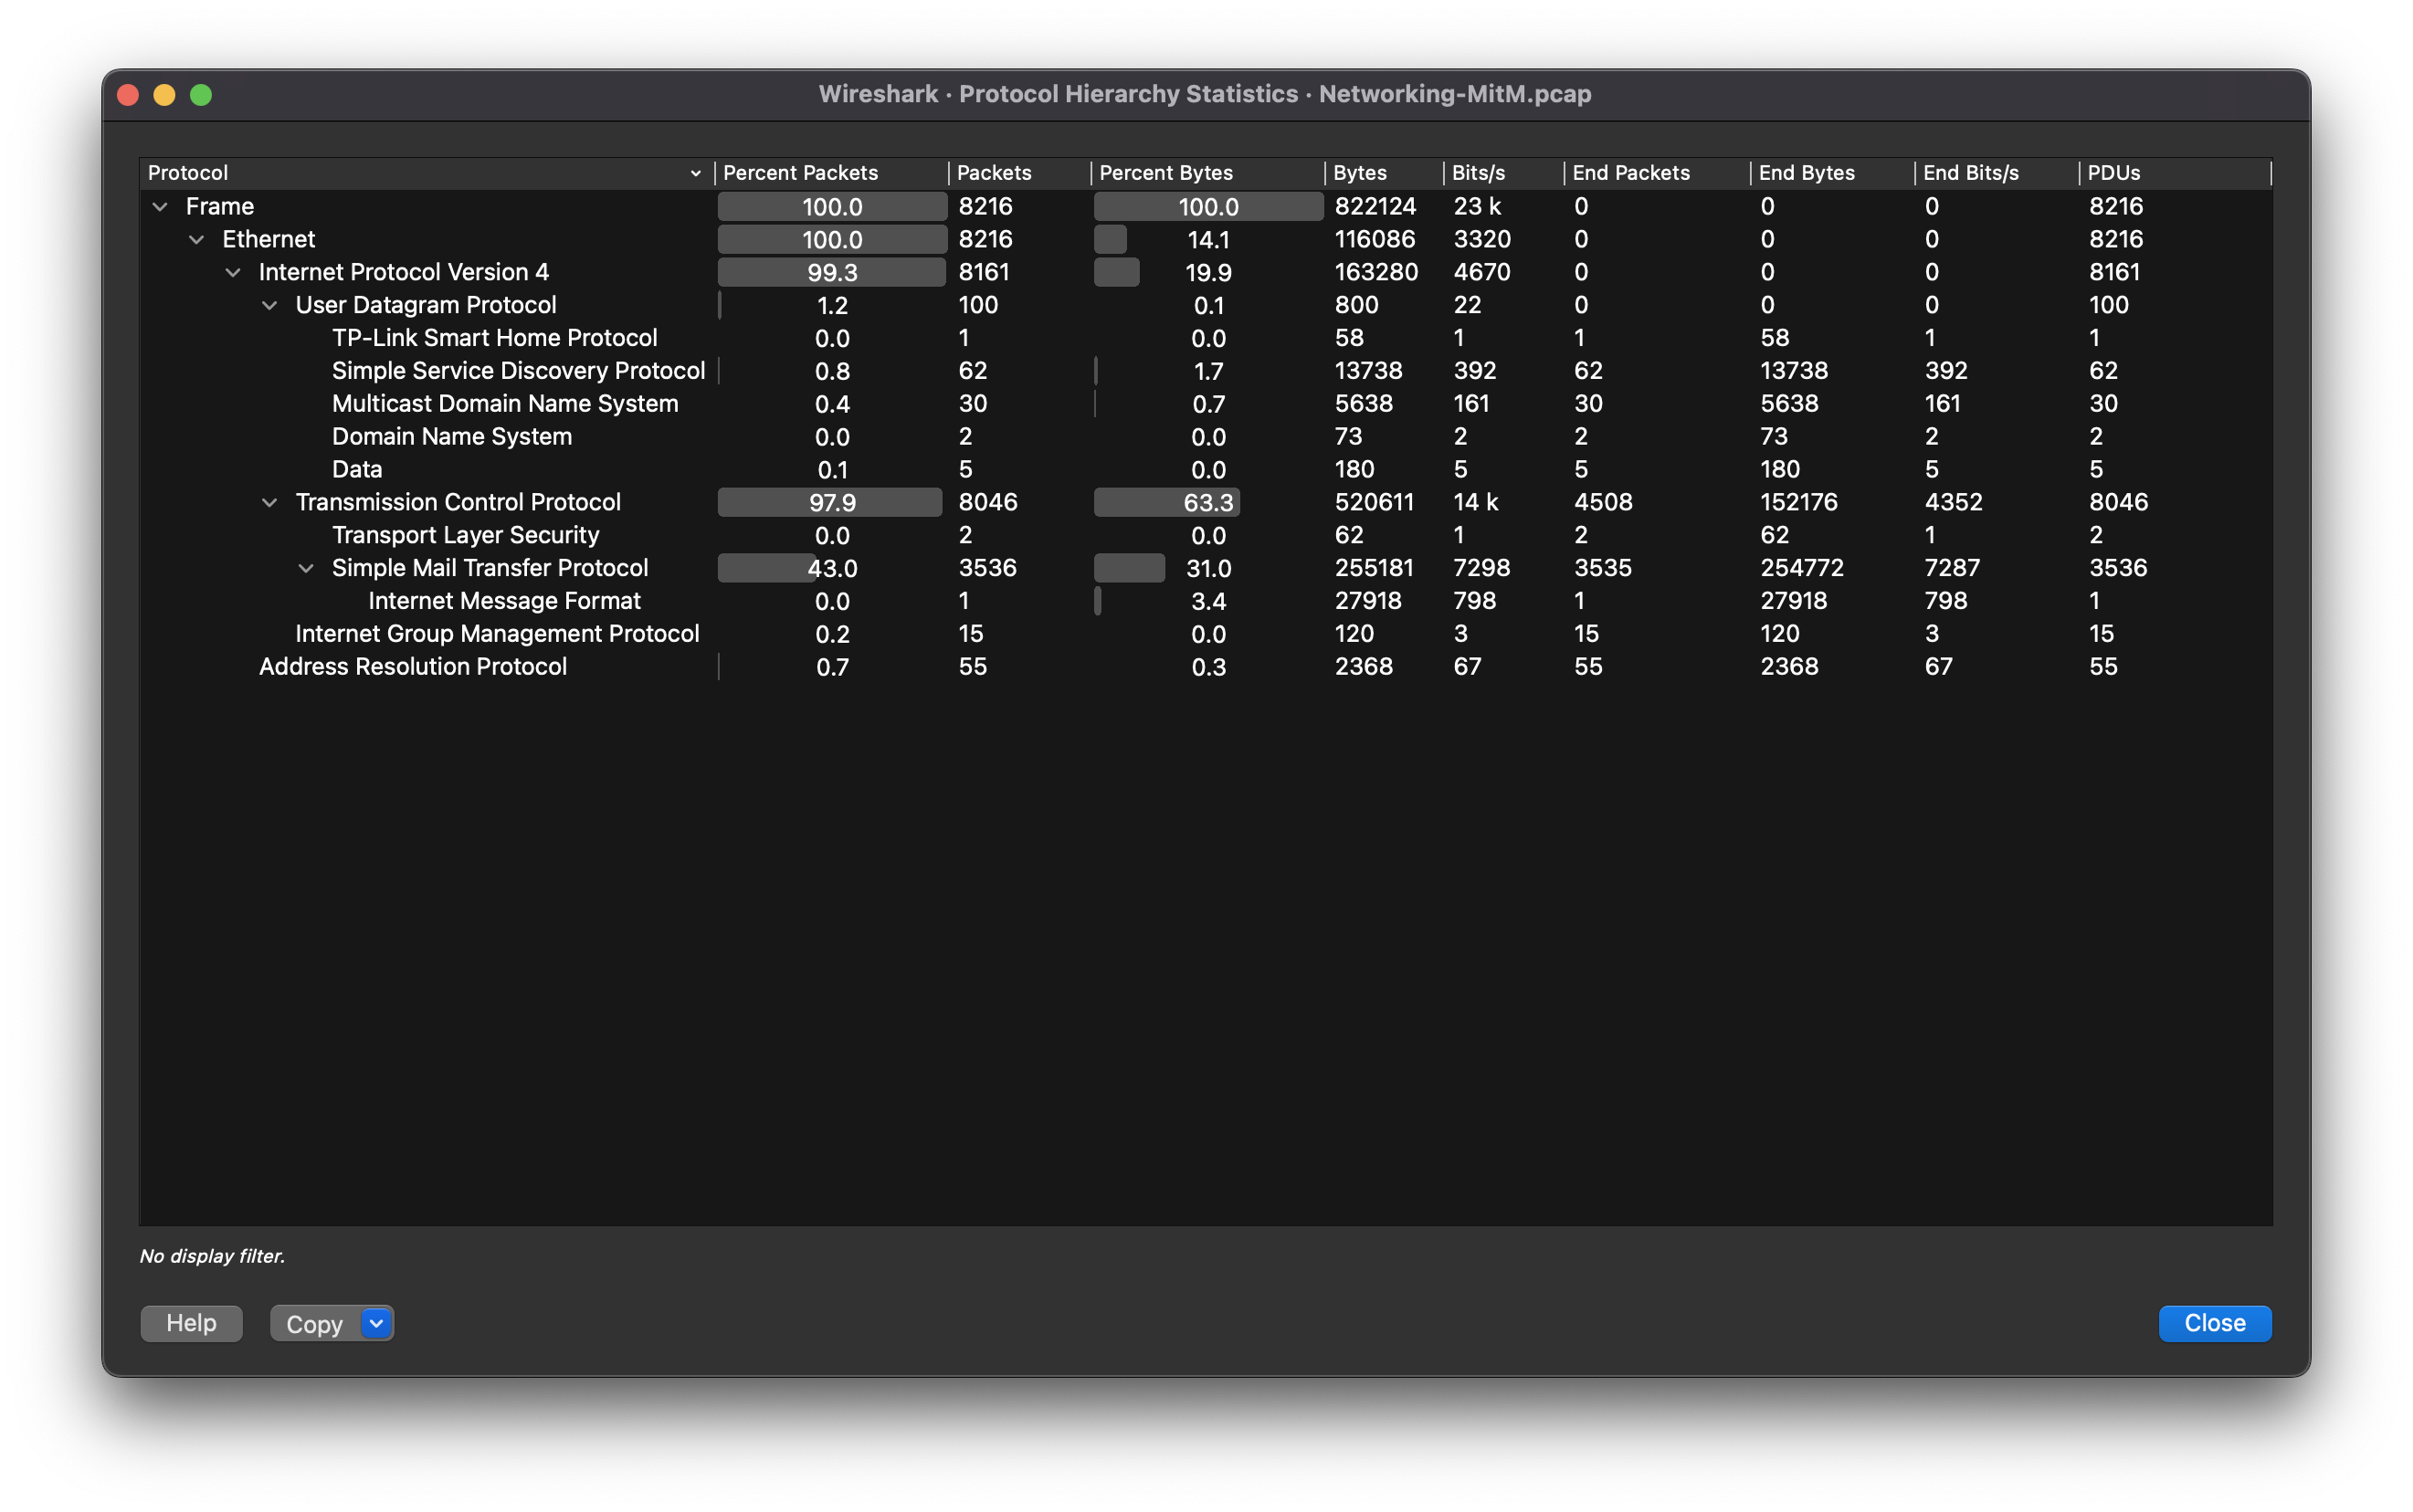 Wireshark · Protocol Hierarchy Statistics · Networking-MitM.pcap
Protocol Percent Packets Packets Percent Bytes Bytes Bits/s End Packets End Bytes End Bits/s PDUs
Frame 100.0 8216 100.0 822124 23 k 0 0 0 8216
Ethernet 100.0 8216 14.1 116086 3320 0 0 0 8216
Internet Protocol Version 4 99.3 8161 19.9 163280 4670 0 0 0 8161
User Datagram Protocol 1.2 100 0.1 800 22 0 0 0 100
TP-Link Smart Home Protocol 0.0 1 0.0 58 1 1 58 1 1
Simple Service Discovery Protocol 0.8 62 1.7 13738 392 62 13738 392 62
Multicast Domain Name System 0.4 30 0.7 5638 161 30 5638 161 30
Domain Name System 0.0 2 0.0 73 2 2 73 2 2
Data 0.1 5 0.0 180 5 5 180 5 5
Transmission Control Protocol 97.9 8046 63.3 520611 14 k 4508 152176 4352 8046
Transport Layer Security 0.0 2 0.0 62 1 2 62 1 2
Simple Mail Transfer Protocol 43.0 3536 31.0 255181 7298 3535 254772 7287 3536
Internet Message Format 0.0 1 3.4 27918 798 1 27918 798 1
Internet Group Management Protocol 0.2 15 0.0 120 3 15 120 3 15
Address Resolution Protocol 0.7 55 0.3 2368 67 55 2368 67 55
No display filter.
Help Copy Close